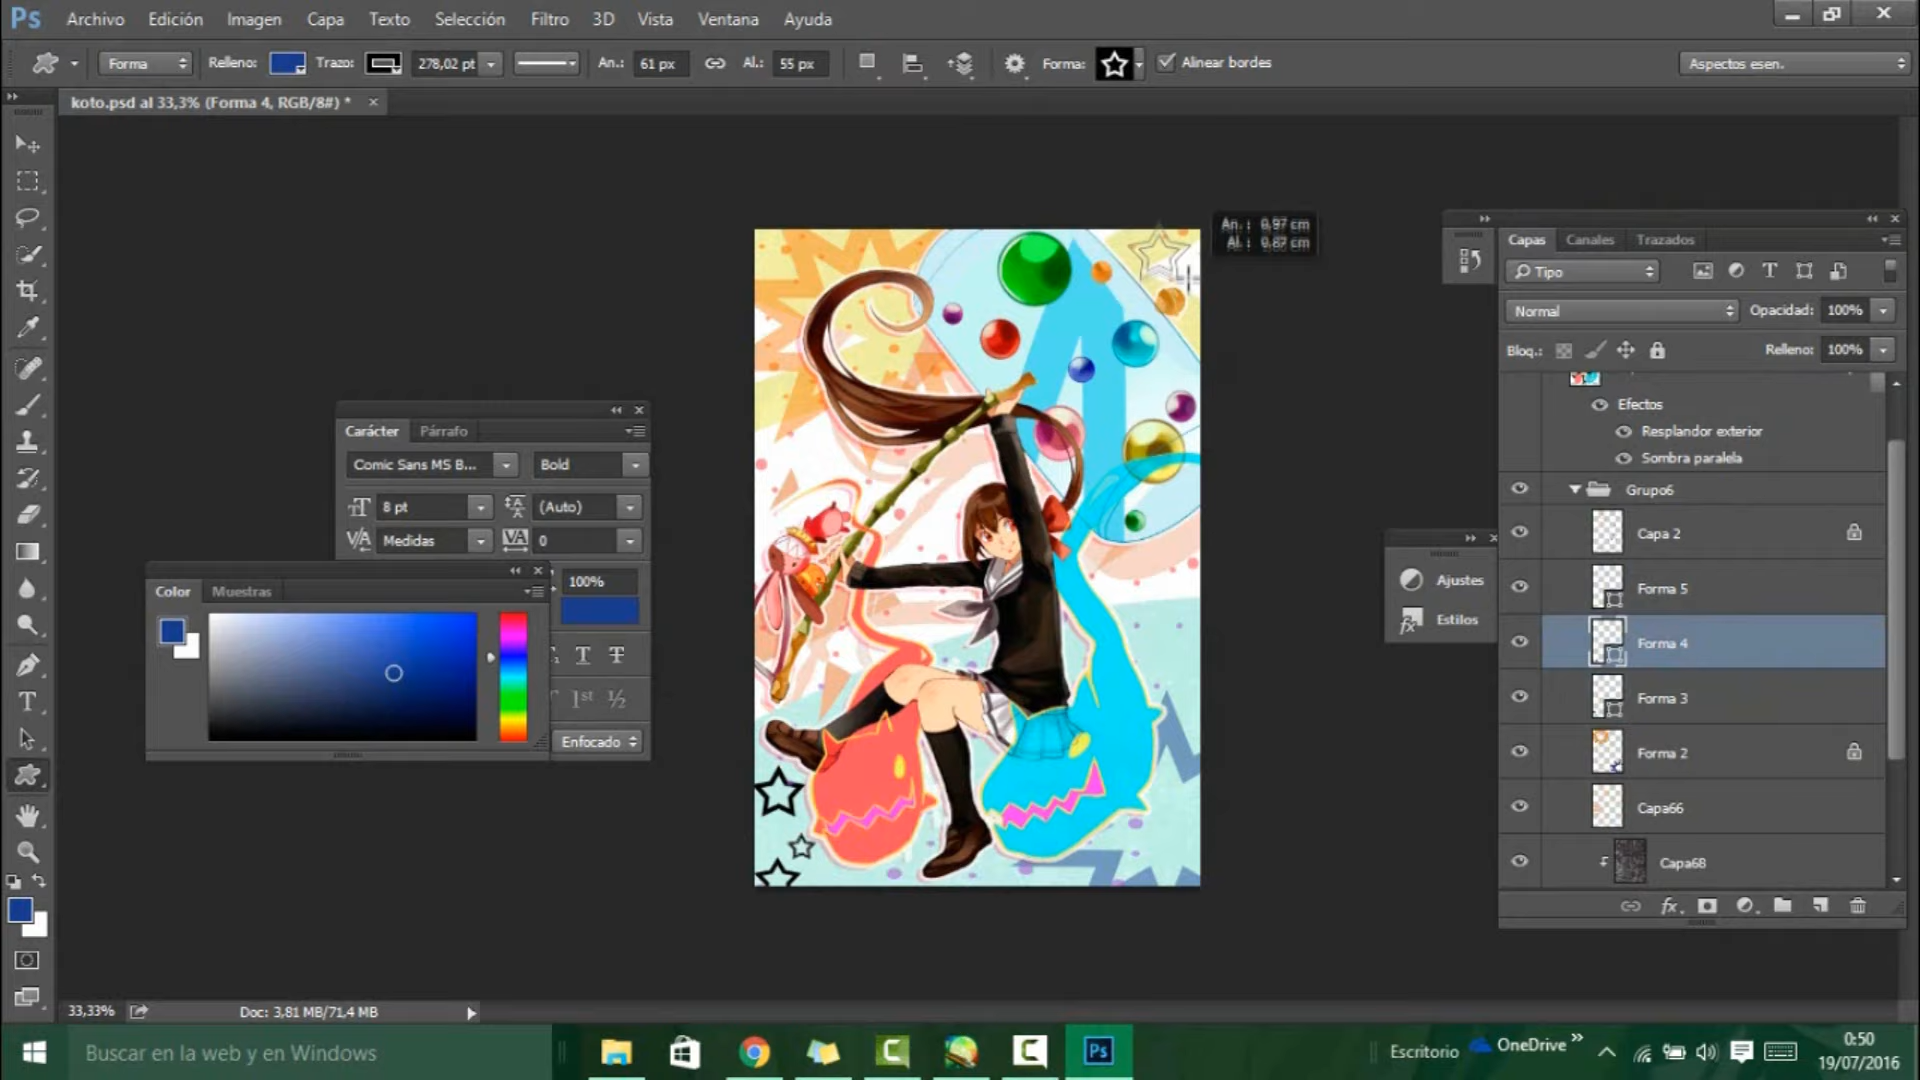 Ps Archivo Edición Imagen Capa Texto Selección Filtro 3D Vista Ventana Ayuda
Forma Relleno: Trazo: 278,02 pt An.: 61 px Al.: 55 px Forma: Alinear bordes Aspectos esen.
koto.psd al 33,3% (Forma 4, RGB/8#) *
An.: 0,97 cm
Al.: 0,87 cm
Capas Canales Trazados
Tipo
Normal Opacidad: 100%
Bloq.: Relleno: 100%
Efectos
Resplandor exterior
Sombra paralela
Grupo6
Capa 2
Forma 5
Forma 4
Forma 3
Forma 2
Capa66
Capa68
Ajustes
Estilos
Carácter Párrafo
Comic Sans MS B... Bold
8 pt (Auto)
Medidas 0
100%
T T
1st ½
Enfocado
Color Muestras
33,33% Doc: 3,81 MB/71,4 MB
Buscar en la web y en Windows
Ps
Escritorio OneDrive
0:50
19/07/2016